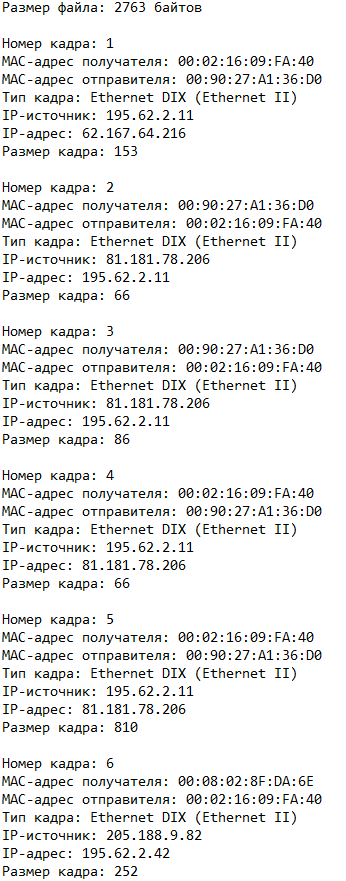 Размер файла: 2763 байтов
Номер кадра: 1
MAC-адрес получателя: 00:02:16:09:FA:40
MAC-адрес отправителя: 00:90:27:A1:36:D0
Тип кадра: Ethernet DIX (Ethernet II)
IP-источник: 195.62.2.11
IP-адрес: 62.167.64.216
Размер кадра: 153
Номер кадра: 2
MAC-адрес получателя: 00:90:27:A1:36:D0
MAC-адрес отправителя: 00:02:16:09:FA:40
Тип кадра: Ethernet DIX (Ethernet II)
IP-источник: 81.181.78.206
IP-адрес: 195.62.2.11
Размер кадра: 66
Номер кадра: 3
MAC-адрес получателя: 00:90:27:A1:36:D0
MAC-адрес отправителя: 00:02:16:09:FA:40
Тип кадра: Ethernet DIX (Ethernet II)
IP-источник: 81.181.78.206
IP-адрес: 195.62.2.11
Размер кадра: 86
Номер кадра: 4
MAC-адрес получателя: 00:02:16:09:FA:40
MAC-адрес отправителя: 00:90:27:A1:36:D0
Тип кадра: Ethernet DIX (Ethernet II)
IP-источник: 195.62.2.11
IP-адрес: 81.181.78.206
Размер кадра: 66
Номер кадра: 5
MAC-адрес получателя: 00:02:16:09:FA:40
MAC-адрес отправителя: 00:90:27:A1:36:D0
Тип кадра: Ethernet DIX (Ethernet II)
IP-источник: 195.62.2.11
IP-адрес: 81.181.78.206
Размер кадра: 810
Номер кадра: 6
MAC-адрес получателя: 00:08:02:8F:DA:6E
MAC-адрес отправителя: 00:02:16:09:FA:40
Тип кадра: Ethernet DIX (Ethernet II)
IP-источник: 205.188.9.82
IP-адрес: 195.62.2.42
Размер кадра: 252